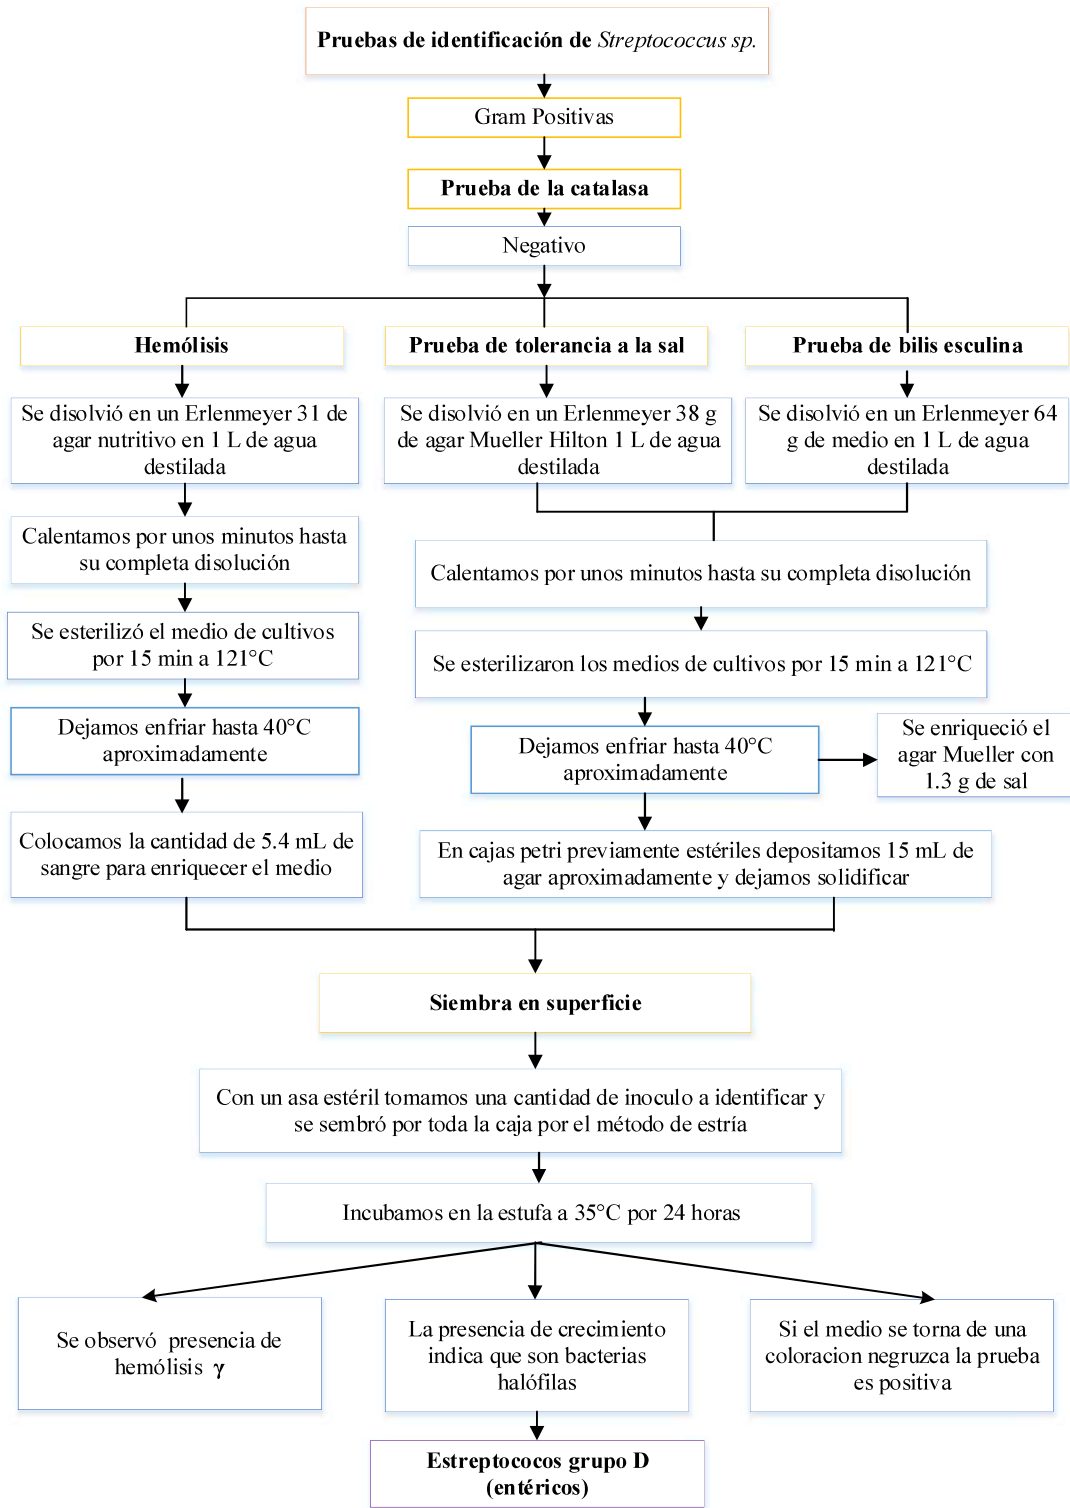 Pruebas de identificación de Streptococcus sp.
Gram Positivas
Prueba de la catalasa
Negativo
Hemólisis
Prueba de tolerancia a la sal
Prueba de bilis esculina
Se disolvió en un Erlenmeyer 31 de
agar nutritivo en 1 L de agua
destilada
Se disolvió en un Erlenmeyer 38 g
de agar Mueller Hilton 1 L de agua
destilada
Se disolvió en un Erlenmeyer 64
g de medio en 1 L de agua
destilada
Calentamos por unos minutos hasta
su completa disolución
Calentamos por unos minutos hasta su completa disolución
Se esterilizó el medio de cultivos
por 15 min a 121°C
Se esterilizaron los medios de cultivos por 15 min a 121°C
Dejamos enfriar hasta 40°C
aproximadamente
Dejamos enfriar hasta 40°C
aproximadamente
Se enriqueció el
agar Mueller con
1.3 g de sal
Colocamos la cantidad de 5.4 mL de
sangre para enriquecer el medio
En cajas petri previamente estériles depositamos 15 mL de
agar aproximadamente y dejamos solidificar
Siembra en superficie
Con un asa estéril tomamos una cantidad de inoculo a identificar y
se sembró por toda la caja por el método de estría
Incubamos en la estufa a 35°C por 24 horas
Se observó presencia de
hemólisis γ
La presencia de crecimiento
indica que son bacterias
halófilas
Si el medio se torna de una
coloracion negruzca la prueba
es positiva
Estreptococos grupo D
(entéricos)